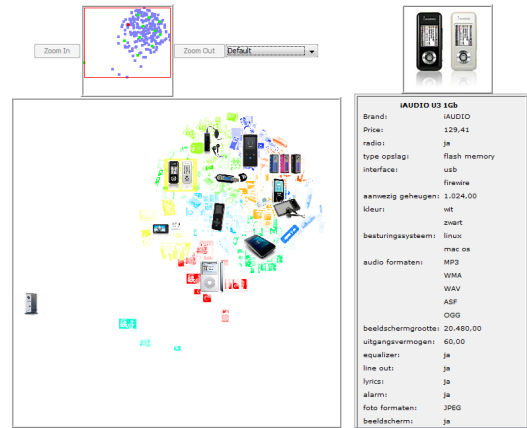 Zoom In
Zoom Out
Default
iAUDIO U3 1Gb
Brand: iAUDIO
Price: 129,41
radio: ja
type opslag: flash memory
interface: usb
firewire
aanwezig geheugen: 1.024,00
kleur: wit
zwart
besturingssysteem: linux
mac os
audio formaten: MP3
WMA
WAV
ASF
OGG
beeldschermgrootte: 20.480,00
uitgangsvermogen: 60,00
equalizer: ja
line out: ja
lyrics: ja
alarm: ja
foto formaten: JPEG
beeldscherm: ja